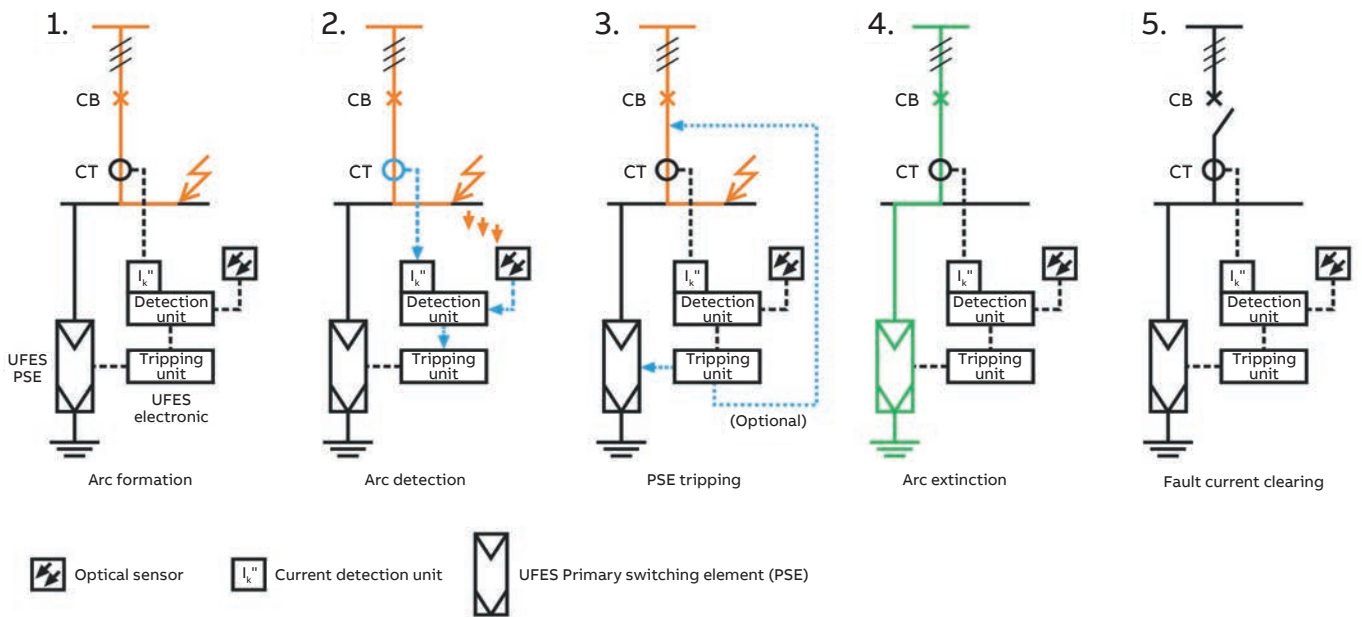 1.
2.
3.
4.
5.
CB
CB
CB
CB
CB
CT
CT
CT
CT
CT
Ik"
Ik"
Ik"
Ik"
Ik"
Detection
unit
Detection
unit
Detection
unit
Detection
unit
Detection
unit
UFES
PSE
Tripping
unit
Tripping
unit
Tripping
unit
Tripping
unit
Tripping
unit
UFES
electronic
(Optional)
Arc formation
Arc detection
PSE tripping
Arc extinction
Fault current clearing
Optical sensor
Ik"
Current detection unit
UFES Primary switching element (PSE)